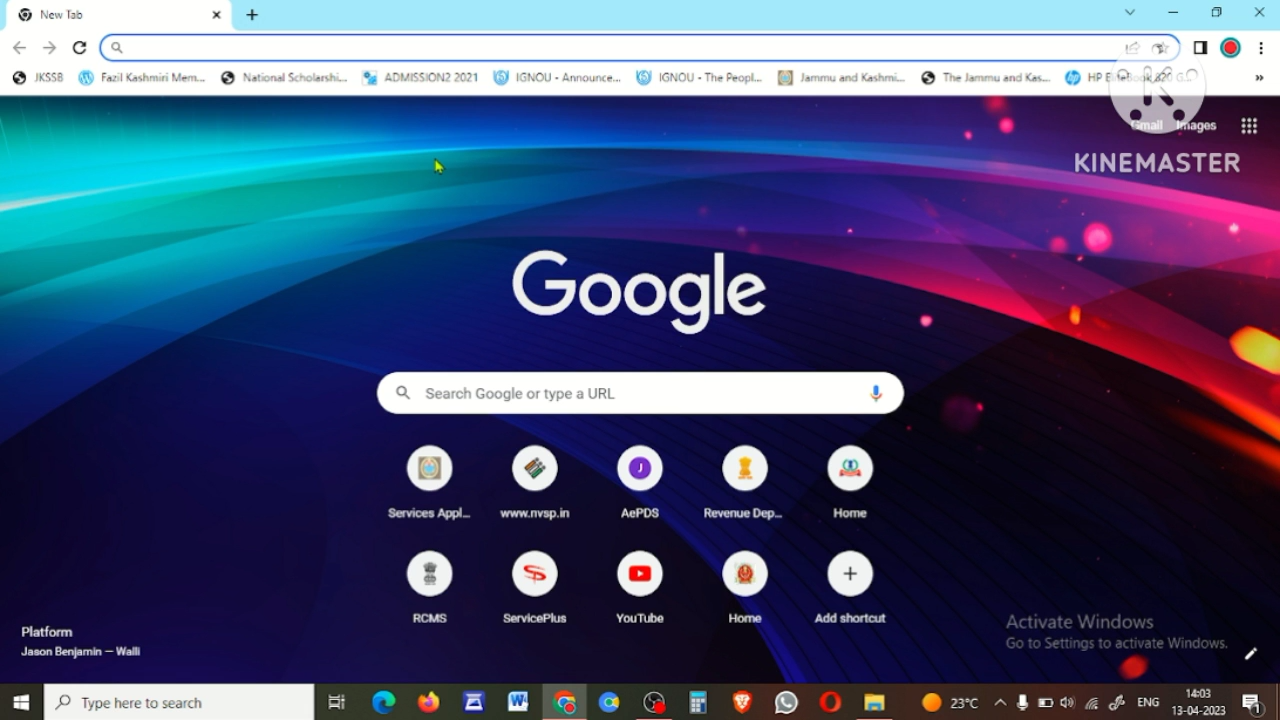 New Tab
JKSSB
Fazil Kashmiri Mem...
National Scholarshi...
ADMISSION2 2021
IGNOU - Announce...
IGNOU - The Peopl...
Jammu and Kashmi...
The Jammu and Kas...
HP EliteBook 820 G...
Gmail Images
KINEMASTER
Google
Search Google or type a URL
Services Appl...
www.nvsp.in
AePDS
Revenue Dep...
Home
RCMS
ServicePlus
YouTube
Home
Add shortcut
Platform
Jason Benjamin — Walli
Activate Windows
Go to Settings to activate Windows.
Type here to search
23°C
ENG
14:03
13-04-2023